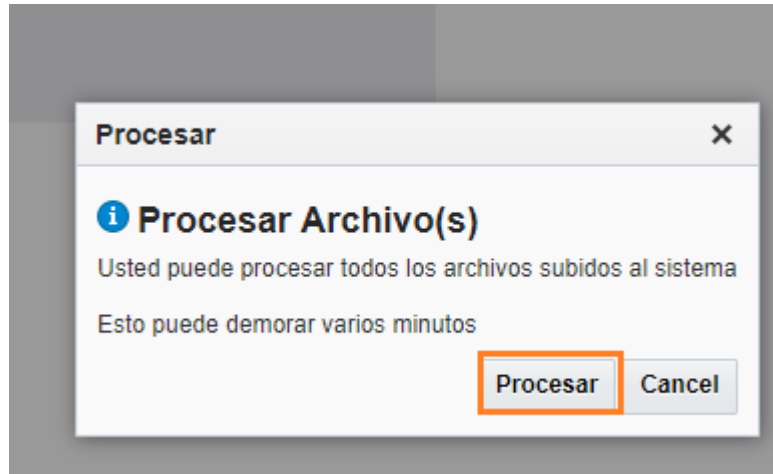 Procesar
Procesar Archivo(s)
Usted puede procesar todos los archivos subidos al sistema
Esto puede demorar varios minutos
Procesar Cancel